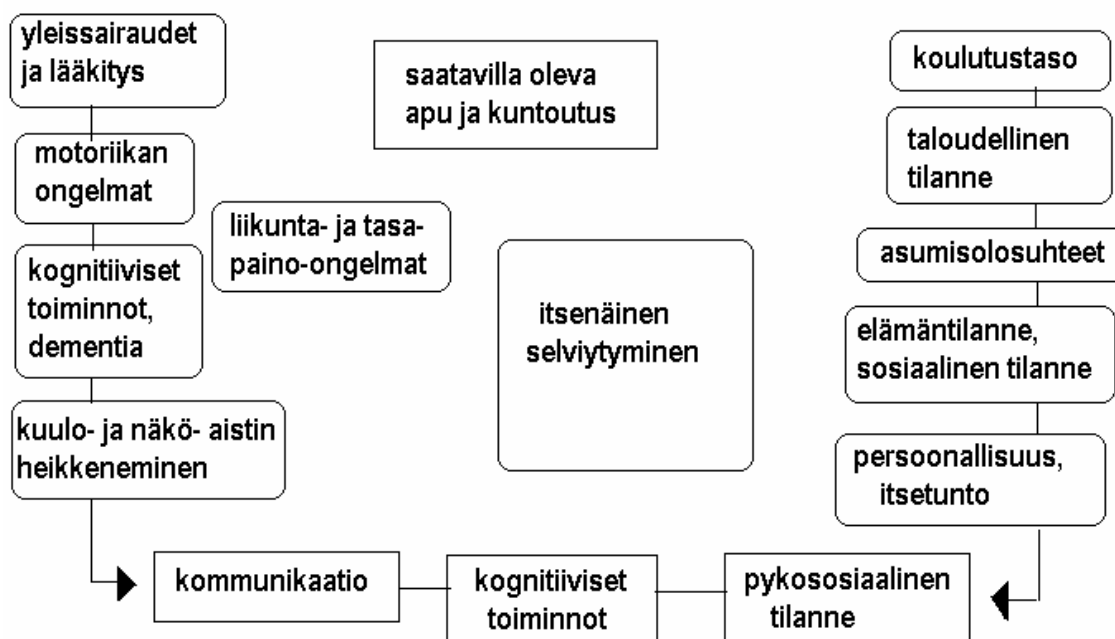 yleissairaudet
ja lääkitys
saatavilla oleva
apu ja kuntoutus
koulutustaso
motoriikan
ongelmat
taloudellinen
tilanne
liikunta- ja tasa-
paino-ongelmat
kognitiiviset
toiminnot,
dementia
asumisolosuhteet
itsenäinen
selviytyminen
elämäntilanne,
sosiaalinen tilanne
kuulo- ja näkö- aistin
heikkeneminen
persoonallisuus,
itsetunto
kommunikaatio
kognitiiviset
toiminnot
pykososiaalinen
tilanne